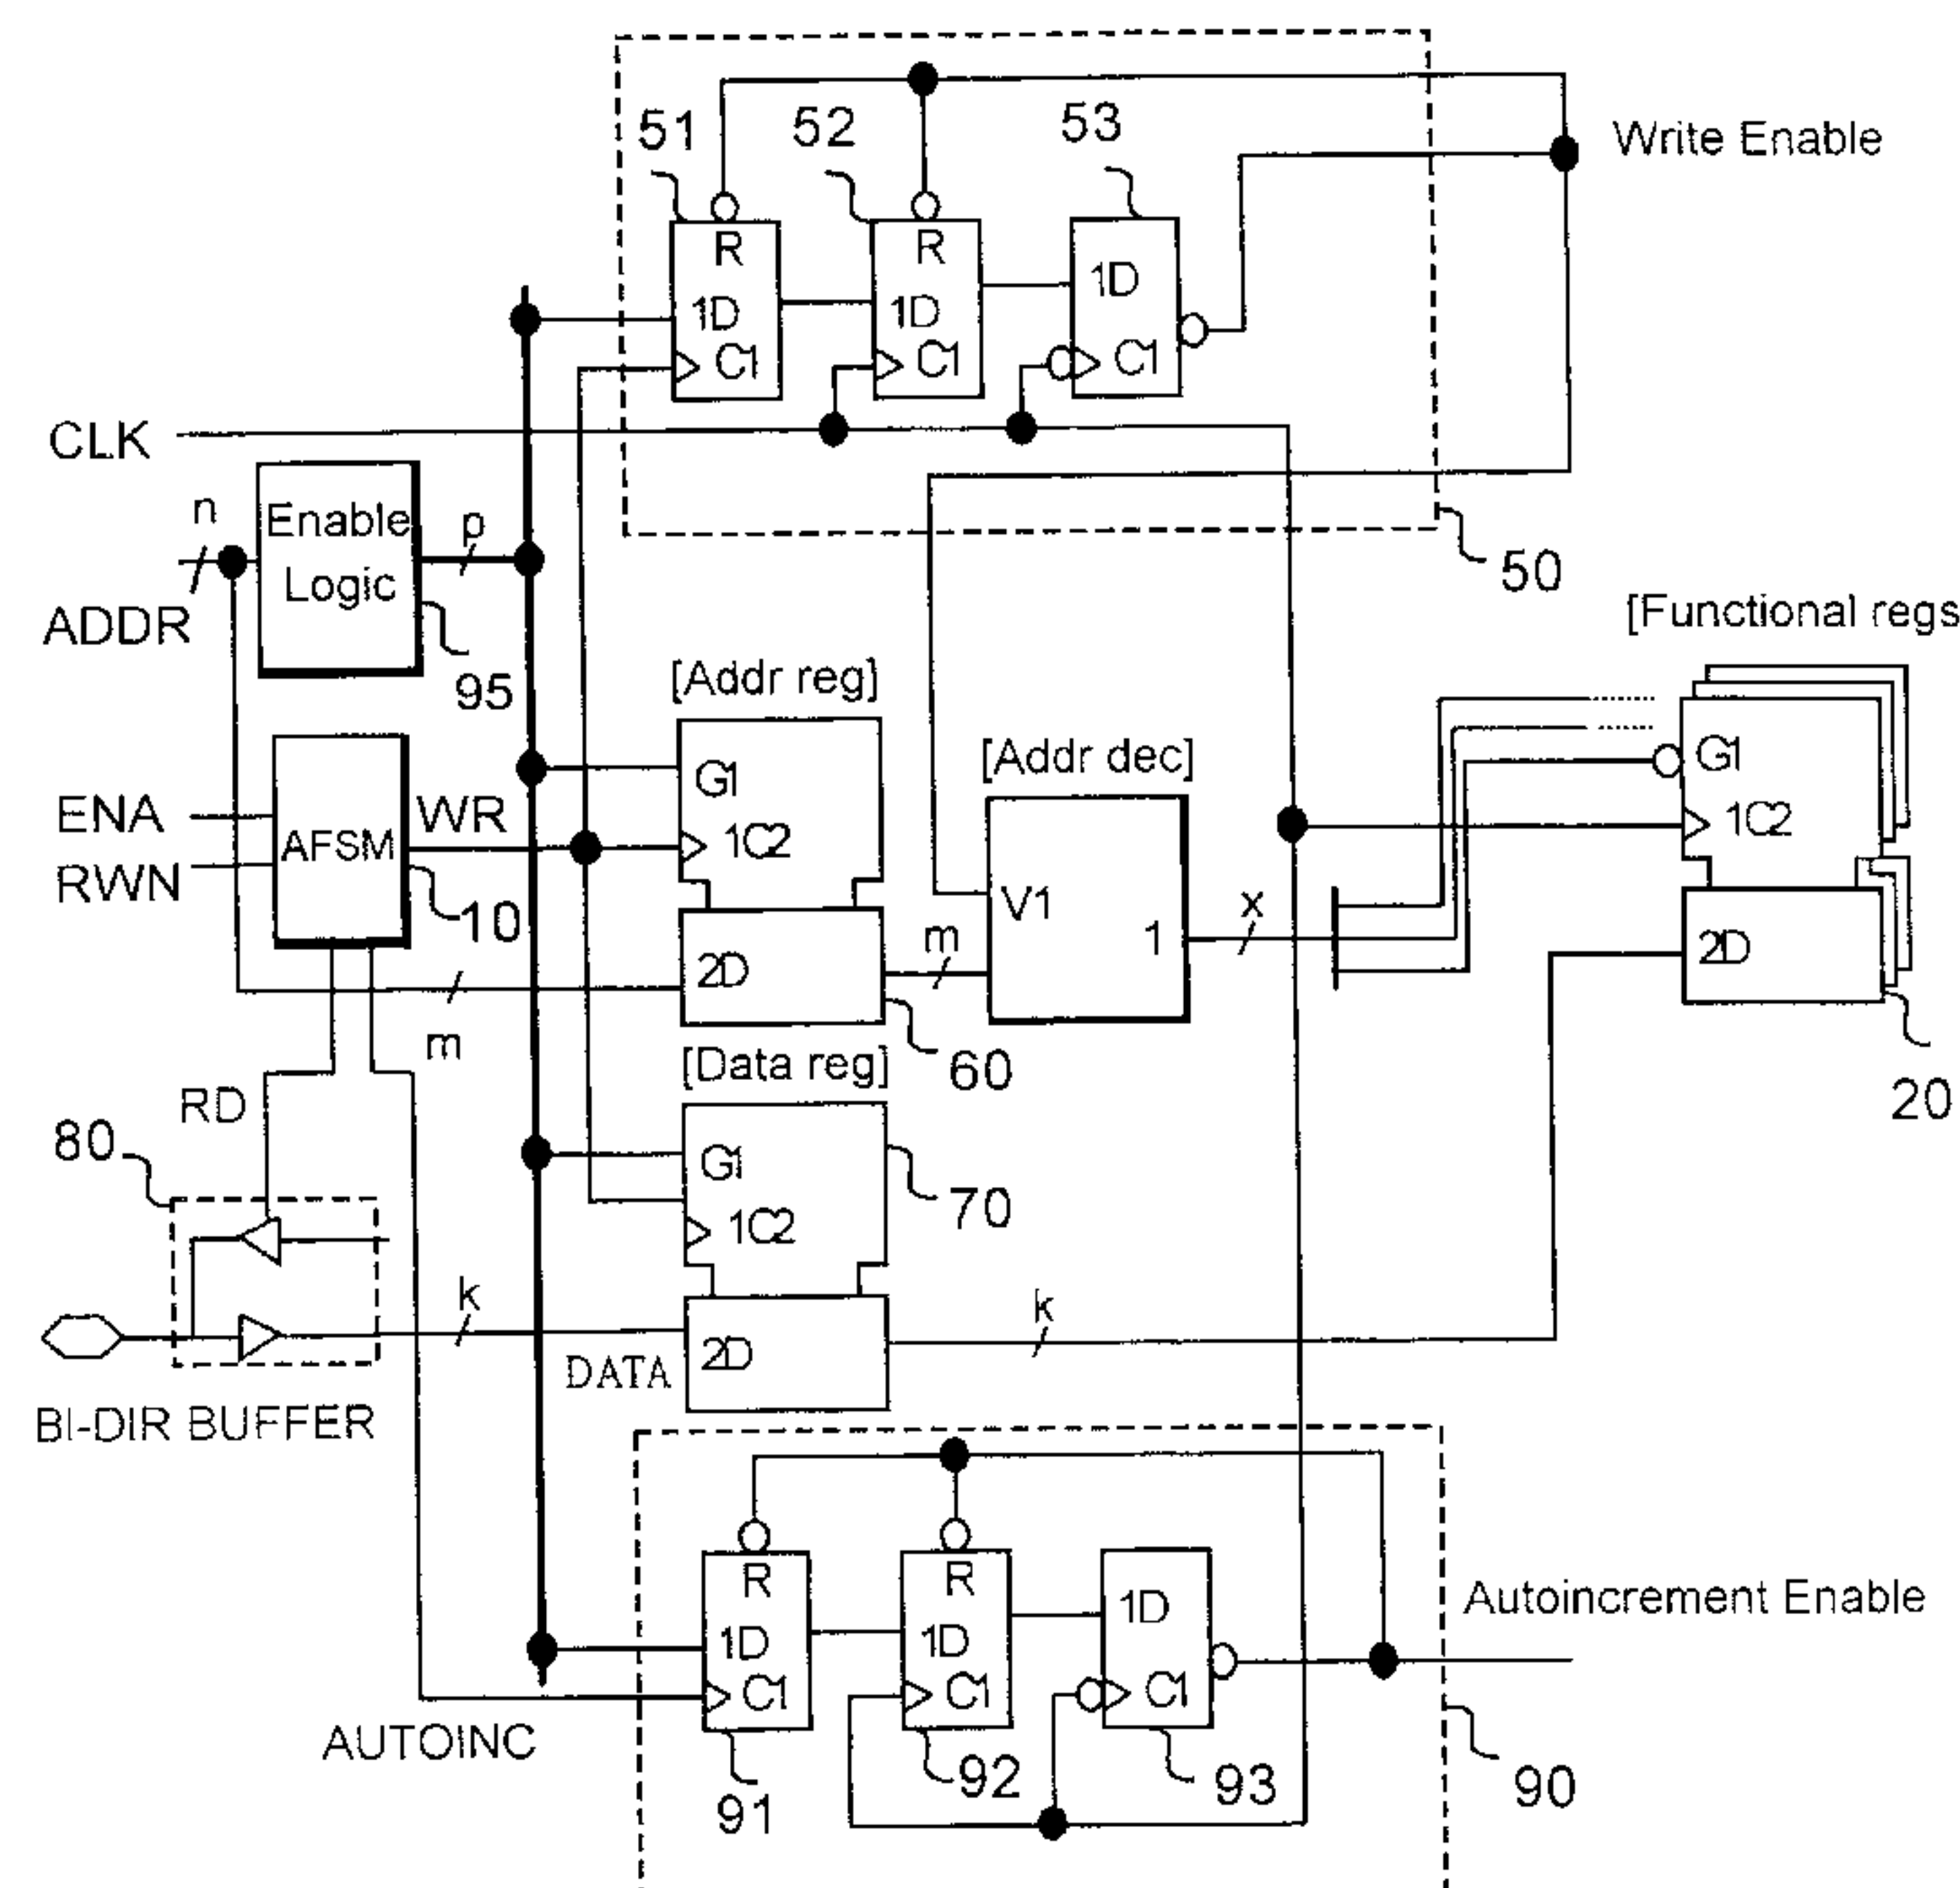 51
52
53
Write Enable
R
R
1D
1D
1D
C1
C1
C1
CLK
n
Enable
Logic
p
50
ADDR
95
[Functional regs
[Addr reg]
[Addr dec]
G1
G1
1C2
1C2
ENA
RWN
AFSM
WR
10
V1
1
x
m
2D
2D
m
60
20
[Data reg]
RD
80
G1
70
1C2
k
k
2D
DATA
BI-DIR BUFFER
R
R
1D
1D
1D
Autoincrement Enable
C1
C1
C1
AUTOINC
91
92
93
90